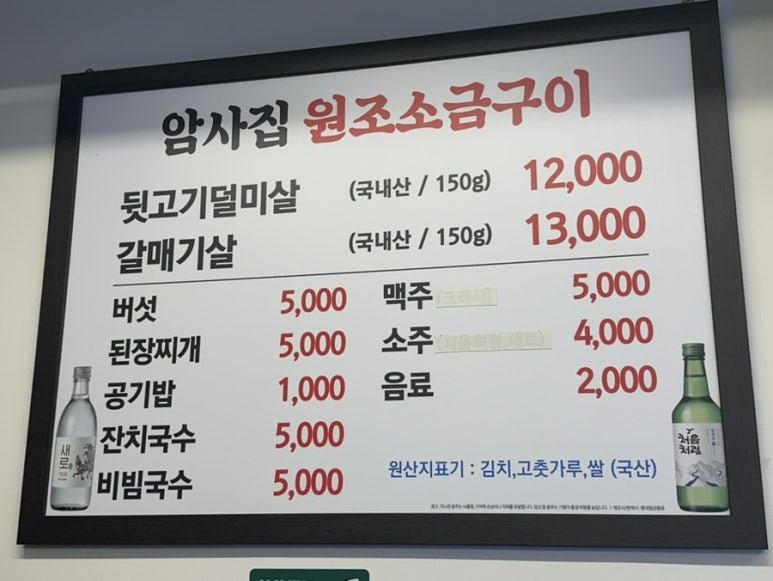 암사집 원조소금구이
뒷고기덜미살 (국내산 / 150g) 12,000
갈매기살 (국내산 / 150g) 13,000
버섯 5,000
된장찌개 5,000
공기밥 1,000
잔치국수 5,000
비빔국수 5,000
맥주 (크러시) 5,000
소주 (처음처럼,새로) 4,000
음료 2,000
원산지표기 : 김치,고춧가루,쌀 (국산)
새로
처음처럼